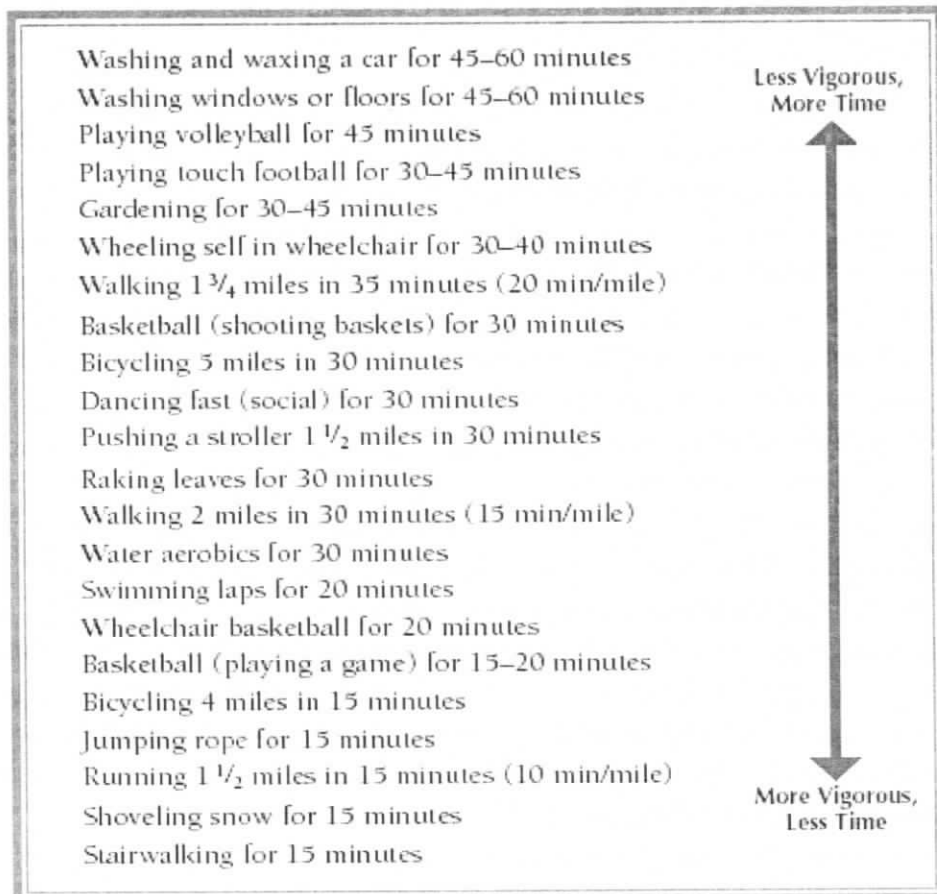 Washing and waxing a car for 45–60 minutes
Washing windows or floors for 45–60 minutes
Playing volleyball for 45 minutes
Playing touch football for 30–45 minutes
Gardening for 30–45 minutes
Wheeling self in wheelchair for 30–40 minutes
Walking 1 3/4 miles in 35 minutes (20 min/mile)
Basketball (shooting baskets) for 30 minutes
Bicycling 5 miles in 30 minutes
Dancing fast (social) for 30 minutes
Pushing a stroller 1 1/2 miles in 30 minutes
Raking leaves for 30 minutes
Walking 2 miles in 30 minutes (15 min/mile)
Water aerobics for 30 minutes
Swimming laps for 20 minutes
Wheelchair basketball for 20 minutes
Basketball (playing a game) for 15–20 minutes
Bicycling 4 miles in 15 minutes
Jumping rope for 15 minutes
Running 1 1/2 miles in 15 minutes (10 min/mile)
Shoveling snow for 15 minutes
Stairwalking for 15 minutes
Less Vigorous,
More Time
More Vigorous,
Less Time